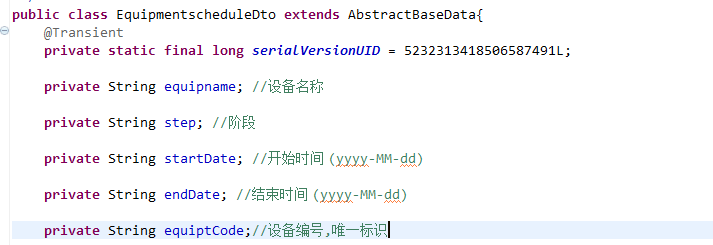 public class EquipmentscheduleDto extends AbstractBaseData{
@Transient
private static final long serialVersionUID = 5232313418506587491L;
private String equipname; //设备名称
private String step; //阶段
private String startDate; //开始时间（yyyy-MM-dd）
private String endDate; //结束时间（yyyy-MM-dd）
private String equiptCode;//设备编号,唯一标识